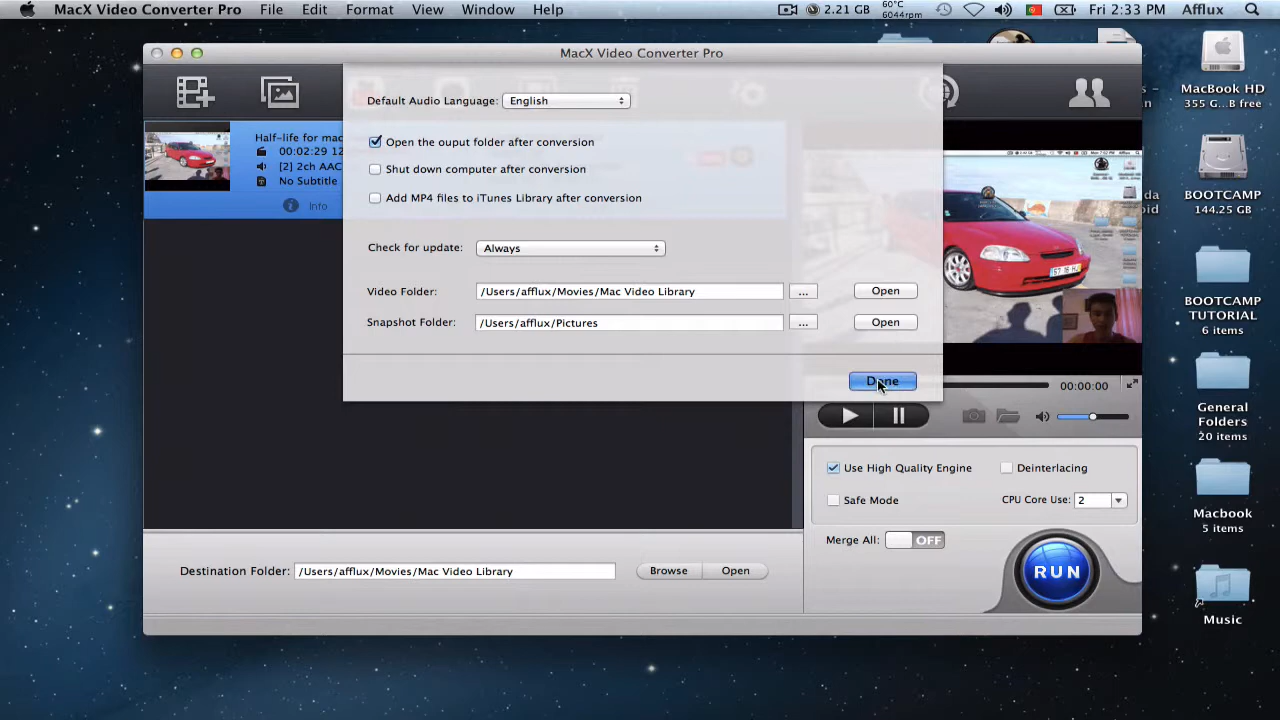 MacX Video Converter Pro File Edit Format View Window Help 2.21 GB 60°C 6044rpm Fri 2:33 PM Afflux
MacX Video Converter Pro
Default Audio Language: English
Open the ouput folder after conversion
Shut down computer after conversion
Add MP4 files to iTunes Library after conversion
Check for update: Always
Video Folder: /Users/afflux/Movies/Mac Video Library ... Open
Snapshot Folder: /Users/afflux/Pictures ... Open
Done
Half-life for mac
00:02:29 12
[2] 2ch AAC
No Subtitle
Info
00:00:00
Use High Quality Engine Deinterlacing
Safe Mode CPU Core Use: 2
Merge All: OFF
RUN
Destination Folder: /Users/afflux/Movies/Mac Video Library Browse Open
MacBook HD
355 G...B free
BOOTCAMP
144.25 GB
BOOTCAMP
TUTORIAL
6 items
General
Folders
20 items
Macbook
5 items
Music